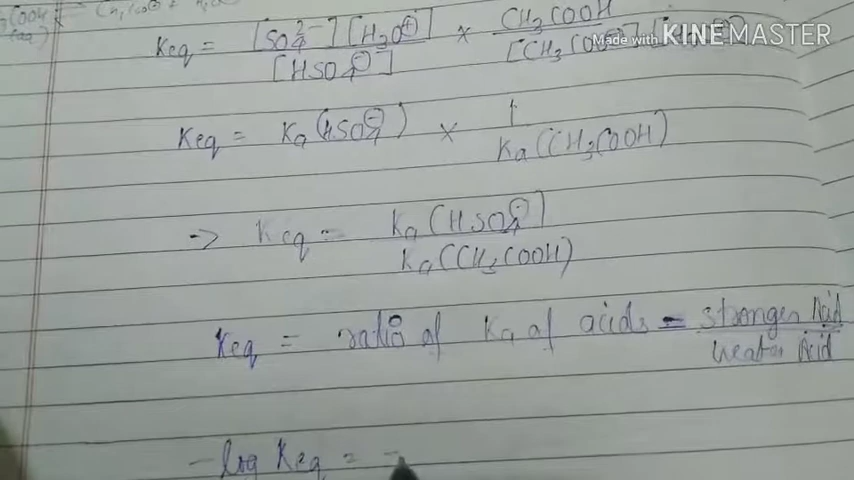 Keq = [SO4^2-] [H3O⊕] / [HSO4^⊖] × CH3COOH / [CH3COO⊖]
Made with KINEMASTER
Keq = Ka (HSO4^⊖) × 1 / Ka (CH3COOH)
-> Keq = Ka (HSO4^⊖) / Ka (CH3COOH)
Keq = ratio of Ka of acids = stronger Acid / weaker Acid
- log Keq = -